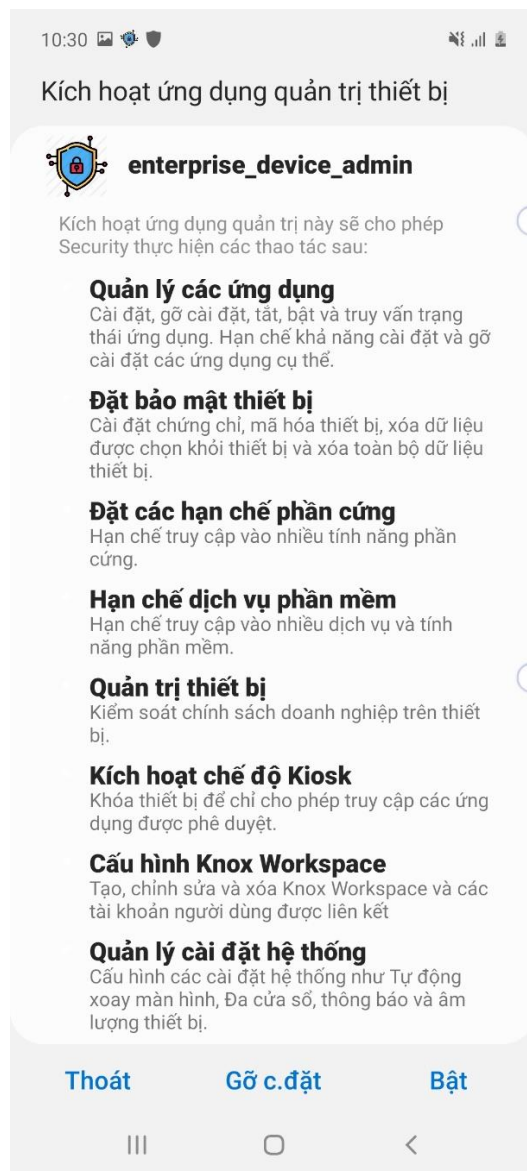 10:30
Kích hoạt ứng dụng quản trị thiết bị
enterprise_device_admin
Kích hoạt ứng dụng quản trị này sẽ cho phép
Security thực hiện các thao tác sau:
Quản lý các ứng dụng
Cài đặt, gỡ cài đặt, tắt, bật và truy vấn trạng
thái ứng dụng. Hạn chế khả năng cài đặt và gỡ
cài đặt các ứng dụng cụ thể.
Đặt bảo mật thiết bị
Cài đặt chứng chỉ, mã hóa thiết bị, xóa dữ liệu
được chọn khỏi thiết bị và xóa toàn bộ dữ liệu
thiết bị.
Đặt các hạn chế phần cứng
Hạn chế truy cập vào nhiều tính năng phần
cứng.
Hạn chế dịch vụ phần mềm
Hạn chế truy cập vào nhiều dịch vụ và tính
năng phần mềm.
Quản trị thiết bị
Kiểm soát chính sách doanh nghiệp trên thiết
bị.
Kích hoạt chế độ Kiosk
Khóa thiết bị để chỉ cho phép truy cập các ứng
dụng được phê duyệt.
Cấu hình Knox Workspace
Tạo, chỉnh sửa và xóa Knox Workspace và các
tài khoản người dùng được liên kết
Quản lý cài đặt hệ thống
Cấu hình các cài đặt hệ thống như Tự động
xoay màn hình, Đa cửa sổ, thông báo và âm
lượng thiết bị.
Thoát Gỡ c.đặt Bật